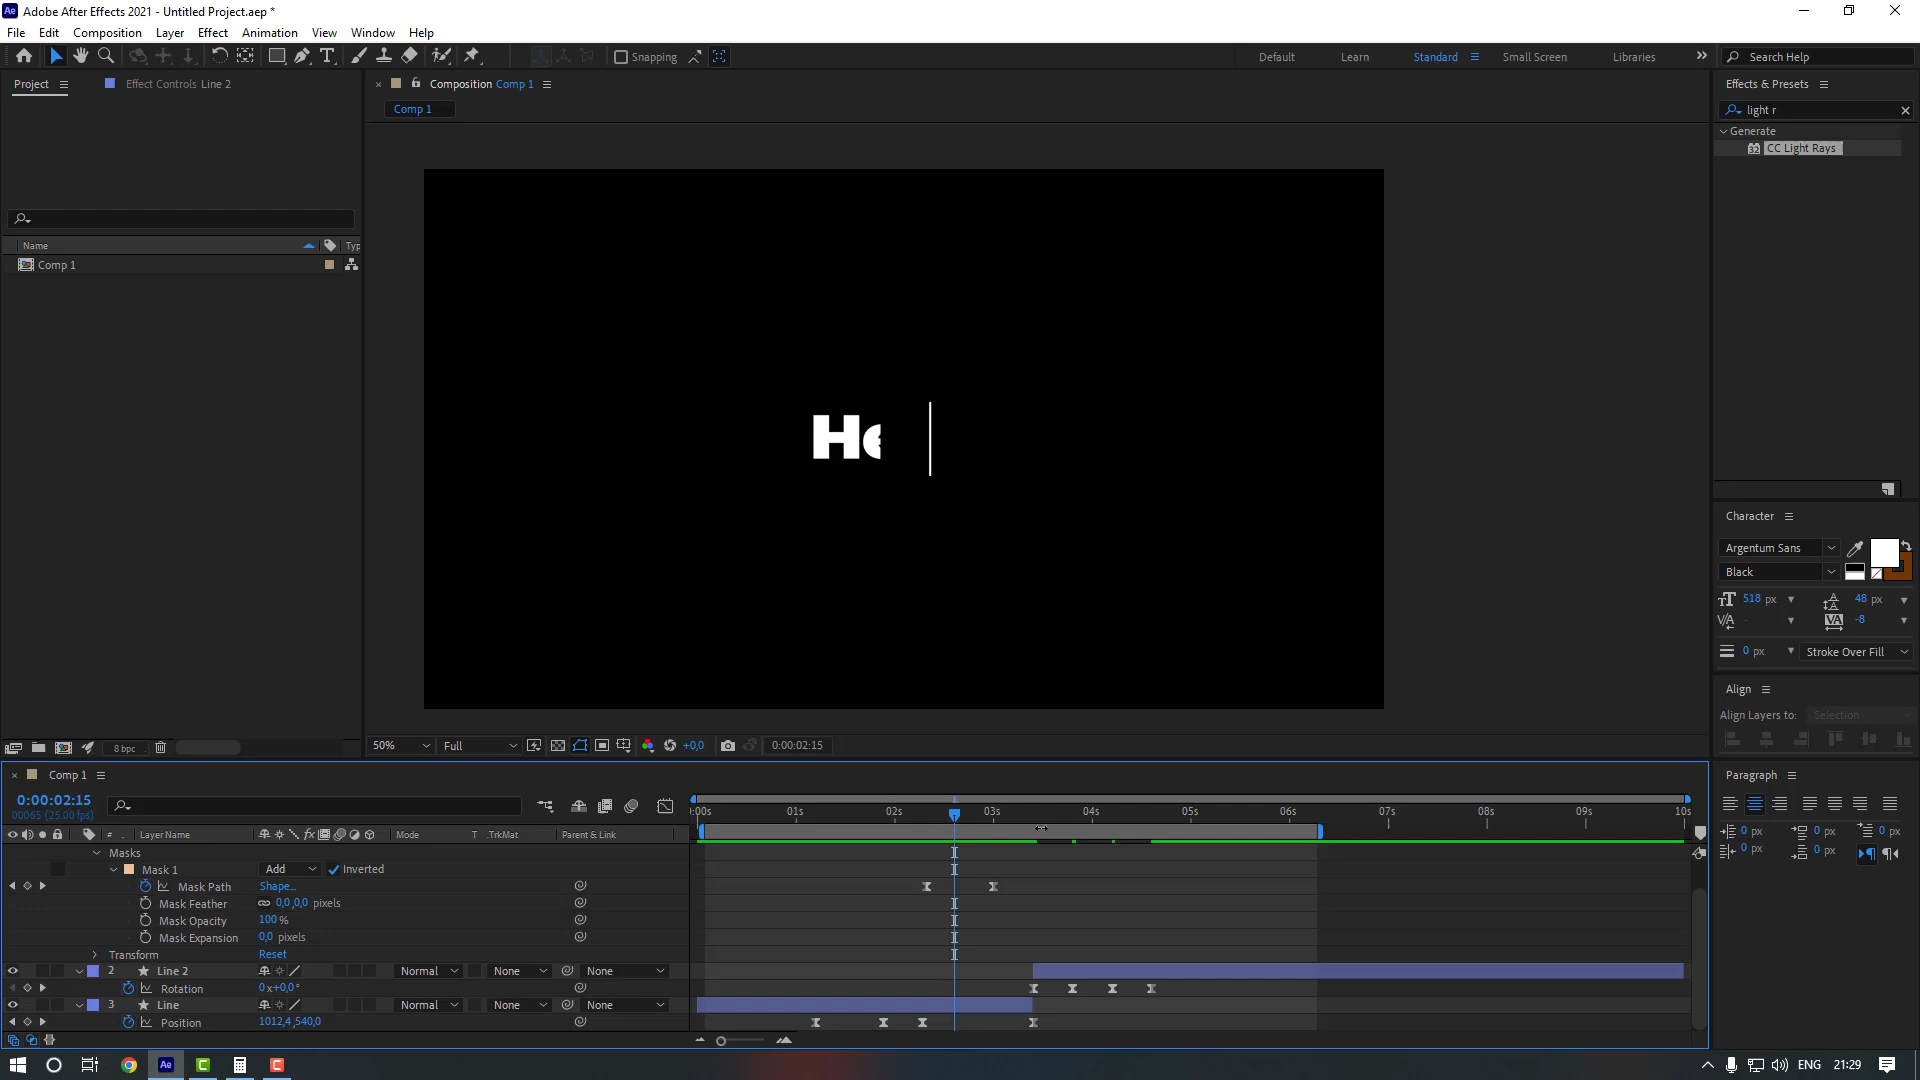 Adobe After Effects 2021 - Untitled Project.aep *
File Edit Composition Layer Effect Animation View Window Help
Snapping
Default Learn Standard Small Screen Libraries
Search Help
Project
Effect Controls Line 2
Composition Comp 1
Effects & Presets
Comp 1
light r
Generate
CC Light Rays
Name Typ
Comp 1
He
Character
Argentum Sans
Black
518 px 48 px
-8
0 px Stroke Over Fill
Align
Align Layers to: Selection
8 bpc 50% Full +0,0 0:00:02:15
Comp 1
Paragraph
0:00:02:15
00065 (25.00 fps)
:00s 01s 02s 03s 04s 05s 06s 07s 08s 09s 10s
# Layer Name Mode T .TrkMat Parent & Link
0 px 0 px 0 px
0 px 0 px
Masks
Mask 1 Add Inverted
Mask Path Shape...
Mask Feather 0,0,0,0 pixels
Mask Opacity 100 %
Mask Expansion 0,0 pixels
Transform Reset
2 Line 2 Normal None None
Rotation 0x+0,0°
3 Line Normal None None
Position 1012,4,540,0
ENG 21:29